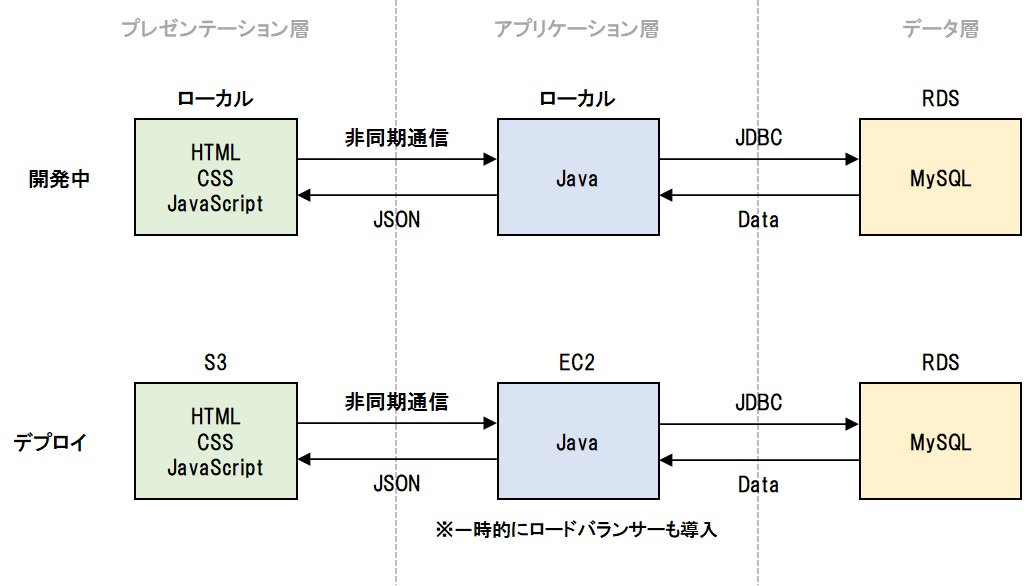 プレゼンテーション層
アプリケーション層
データ層
ローカル
ローカル
RDS
開発中
HTML
CSS
JavaScript
非同期通信
JSON
Java
JDBC
Data
MySQL
S3
EC2
RDS
デプロイ
HTML
CSS
JavaScript
非同期通信
JSON
Java
JDBC
Data
MySQL
※一時的にロードバランサーも導入